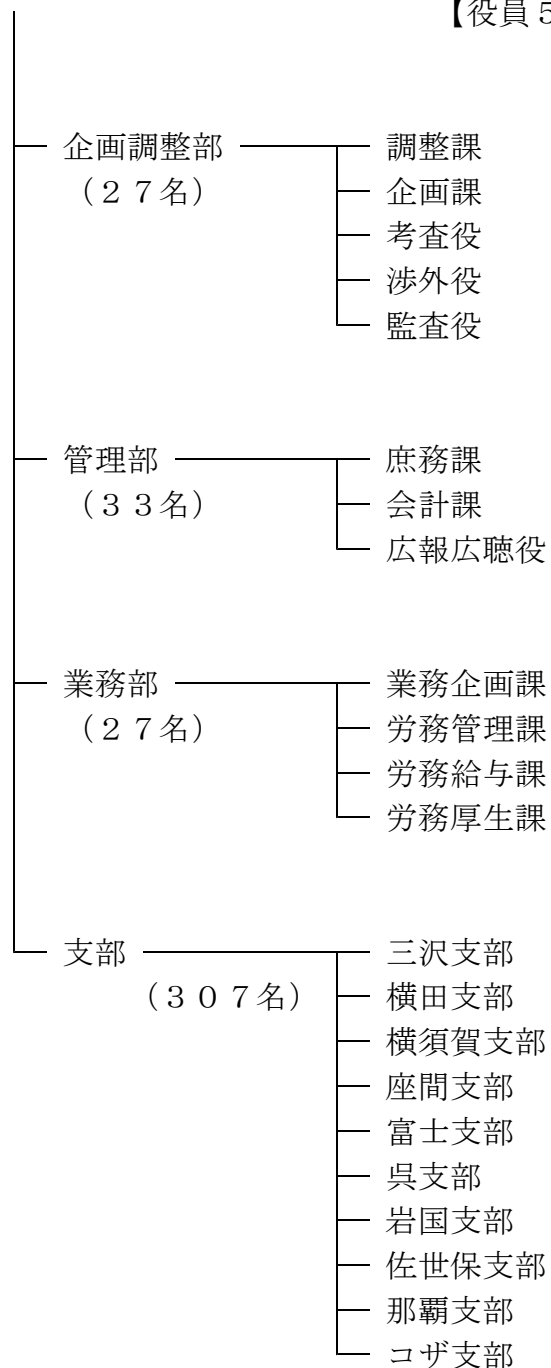 【役員５
企画調整部
（２７名）
調整課
企画課
考査役
渉外役
監査役
管理部
（３３名）
庶務課
会計課
広報広聴役
業務部
（２７名）
業務企画課
労務管理課
労務給与課
労務厚生課
支部
（３０７名）
三沢支部
横田支部
横須賀支部
座間支部
富士支部
呉支部
岩国支部
佐世保支部
那覇支部
コザ支部